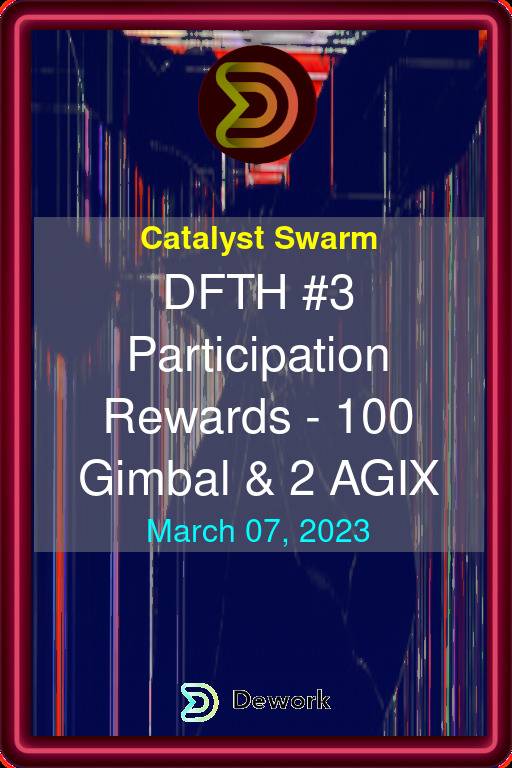 Catalyst Swarm
DFTH #3
Participation
Rewards - 100
Gimbal & 2 AGIX
March 07, 2023
Dework